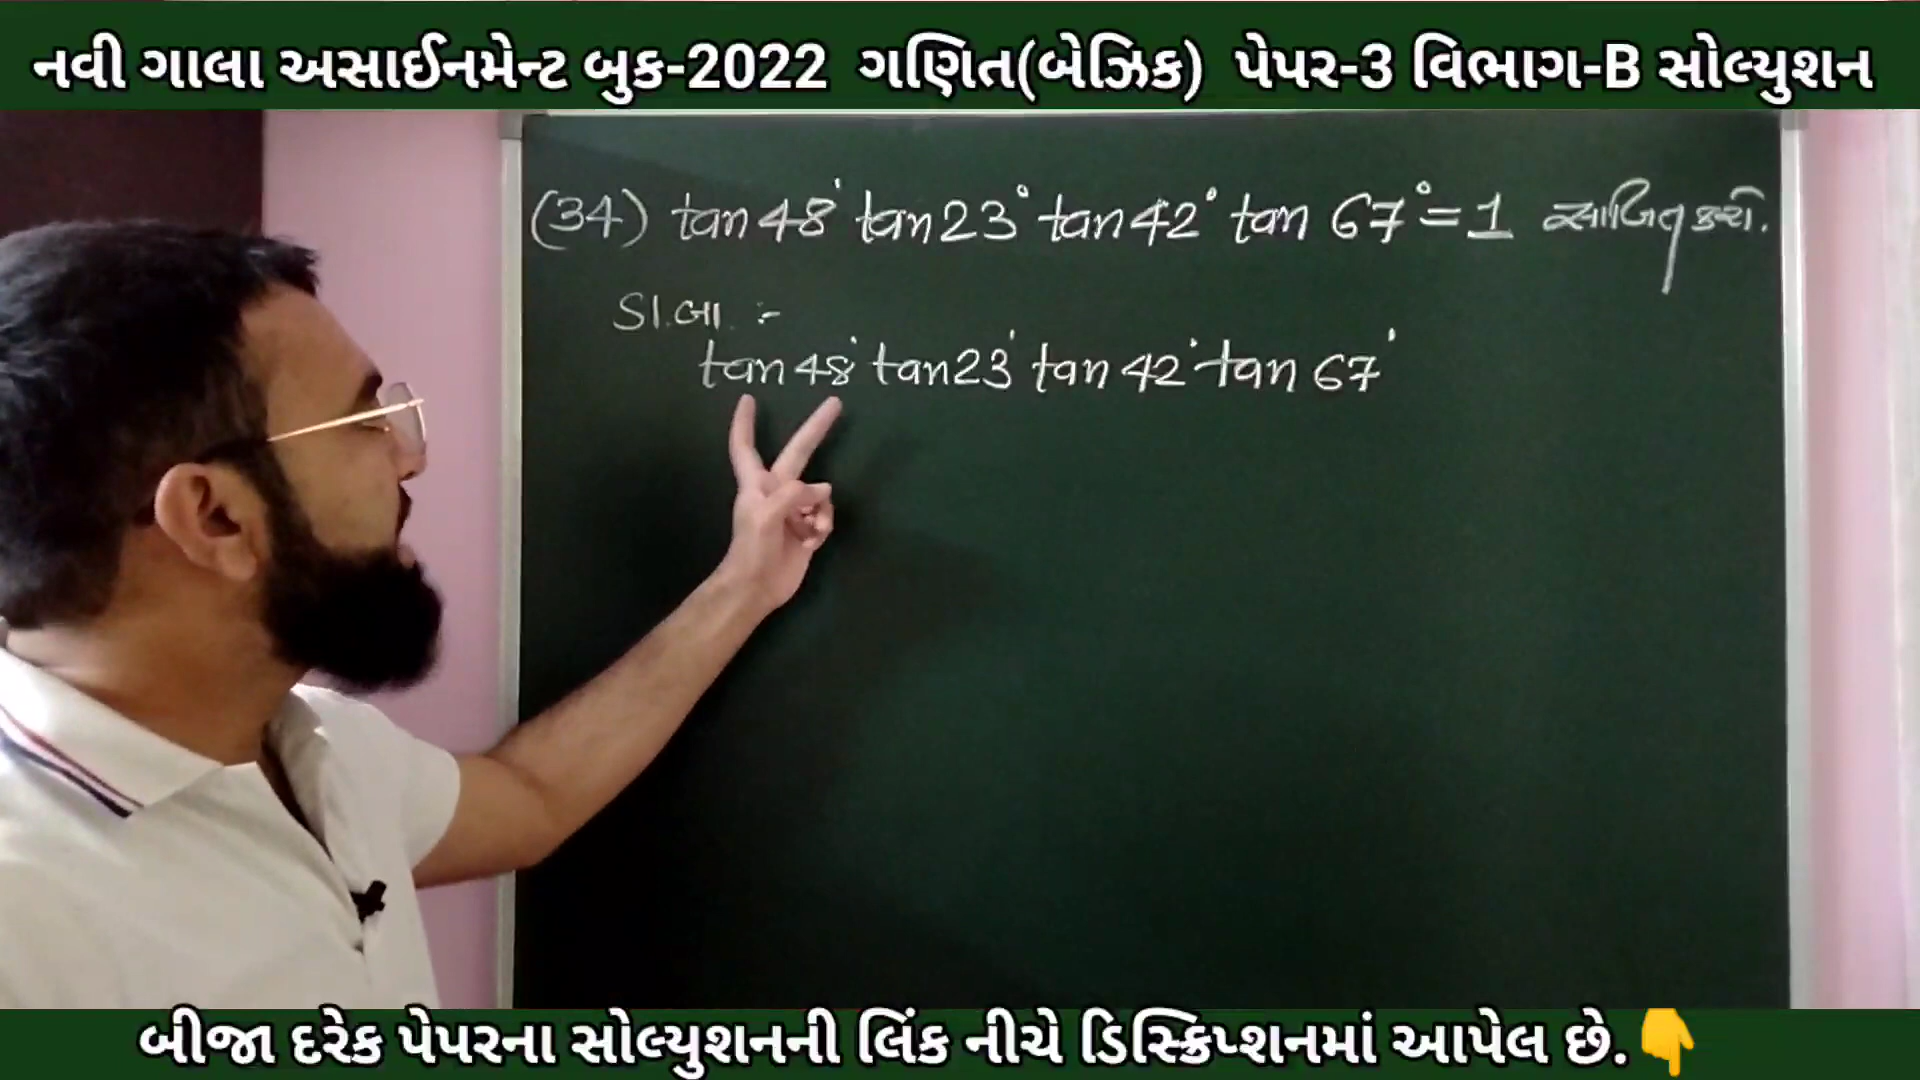 નવી ગાલા અસાઈનમેન્ટ બુક-2022 ગણિત(બેઝિક) પેપર-3 વિભાગ-B સોલ્યુશન
(34) tan 48° tan 23° tan 42° tan 67° = 1 સાબિત કરો.
ડા.બા. :-
tan 48° tan 23° tan 42° tan 67°
બીજા દરેક પેપરના સોલ્યુશનની લિંક નીચે ડિસ્ક્રિપ્શનમાં આપેલ છે.👇